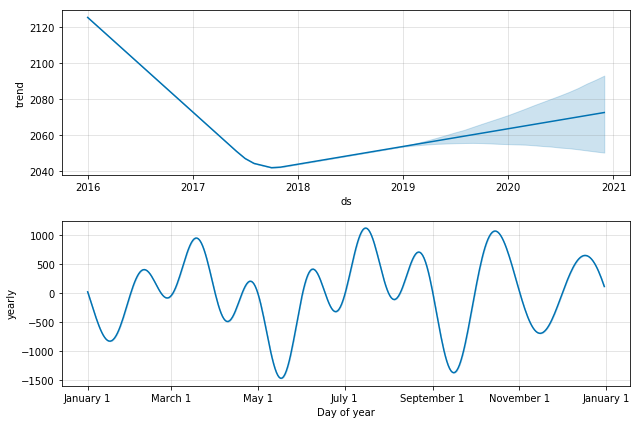 2120
2100
2080
2060
2040
trend
2016 2017 2018 2019 2020 2021
ds
1000
500
0
−500
−1000
−1500
yearly
January 1 March 1 May 1 July 1 September 1 November 1 January 1
Day of year